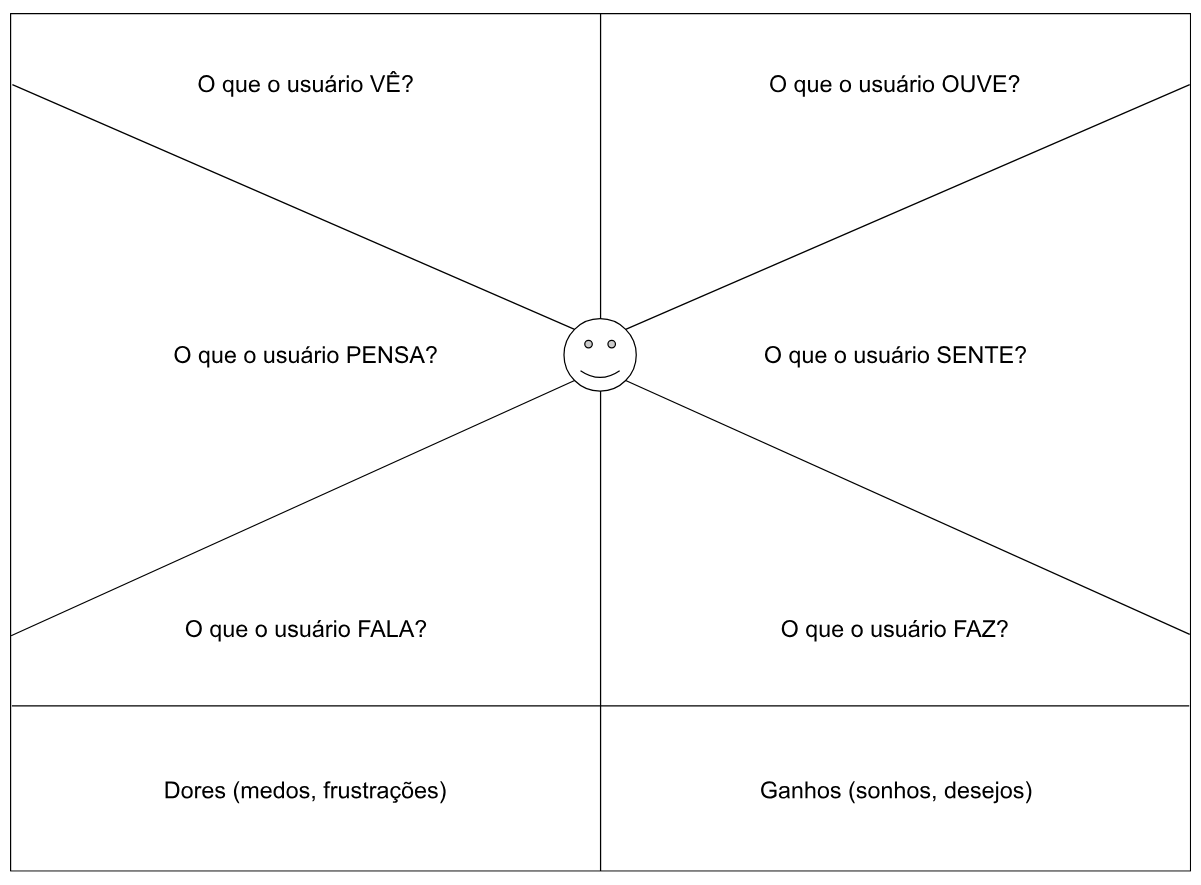 O que o usuário VÊ?
O que o usuário OUVE?
O que o usuário PENSA?
O que o usuário SENTE?
O que o usuário FALA?
O que o usuário FAZ?
Dores (medos, frustrações)
Ganhos (sonhos, desejos)